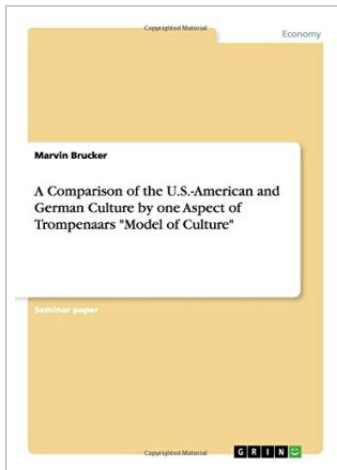 Copyrighted Material
Economy
Marvin Brucker
A Comparison of the U.S.-American and
German Culture by one Aspect of
Trompenaars "Model of Culture"
Seminar paper
Copyrighted Material
GRIN